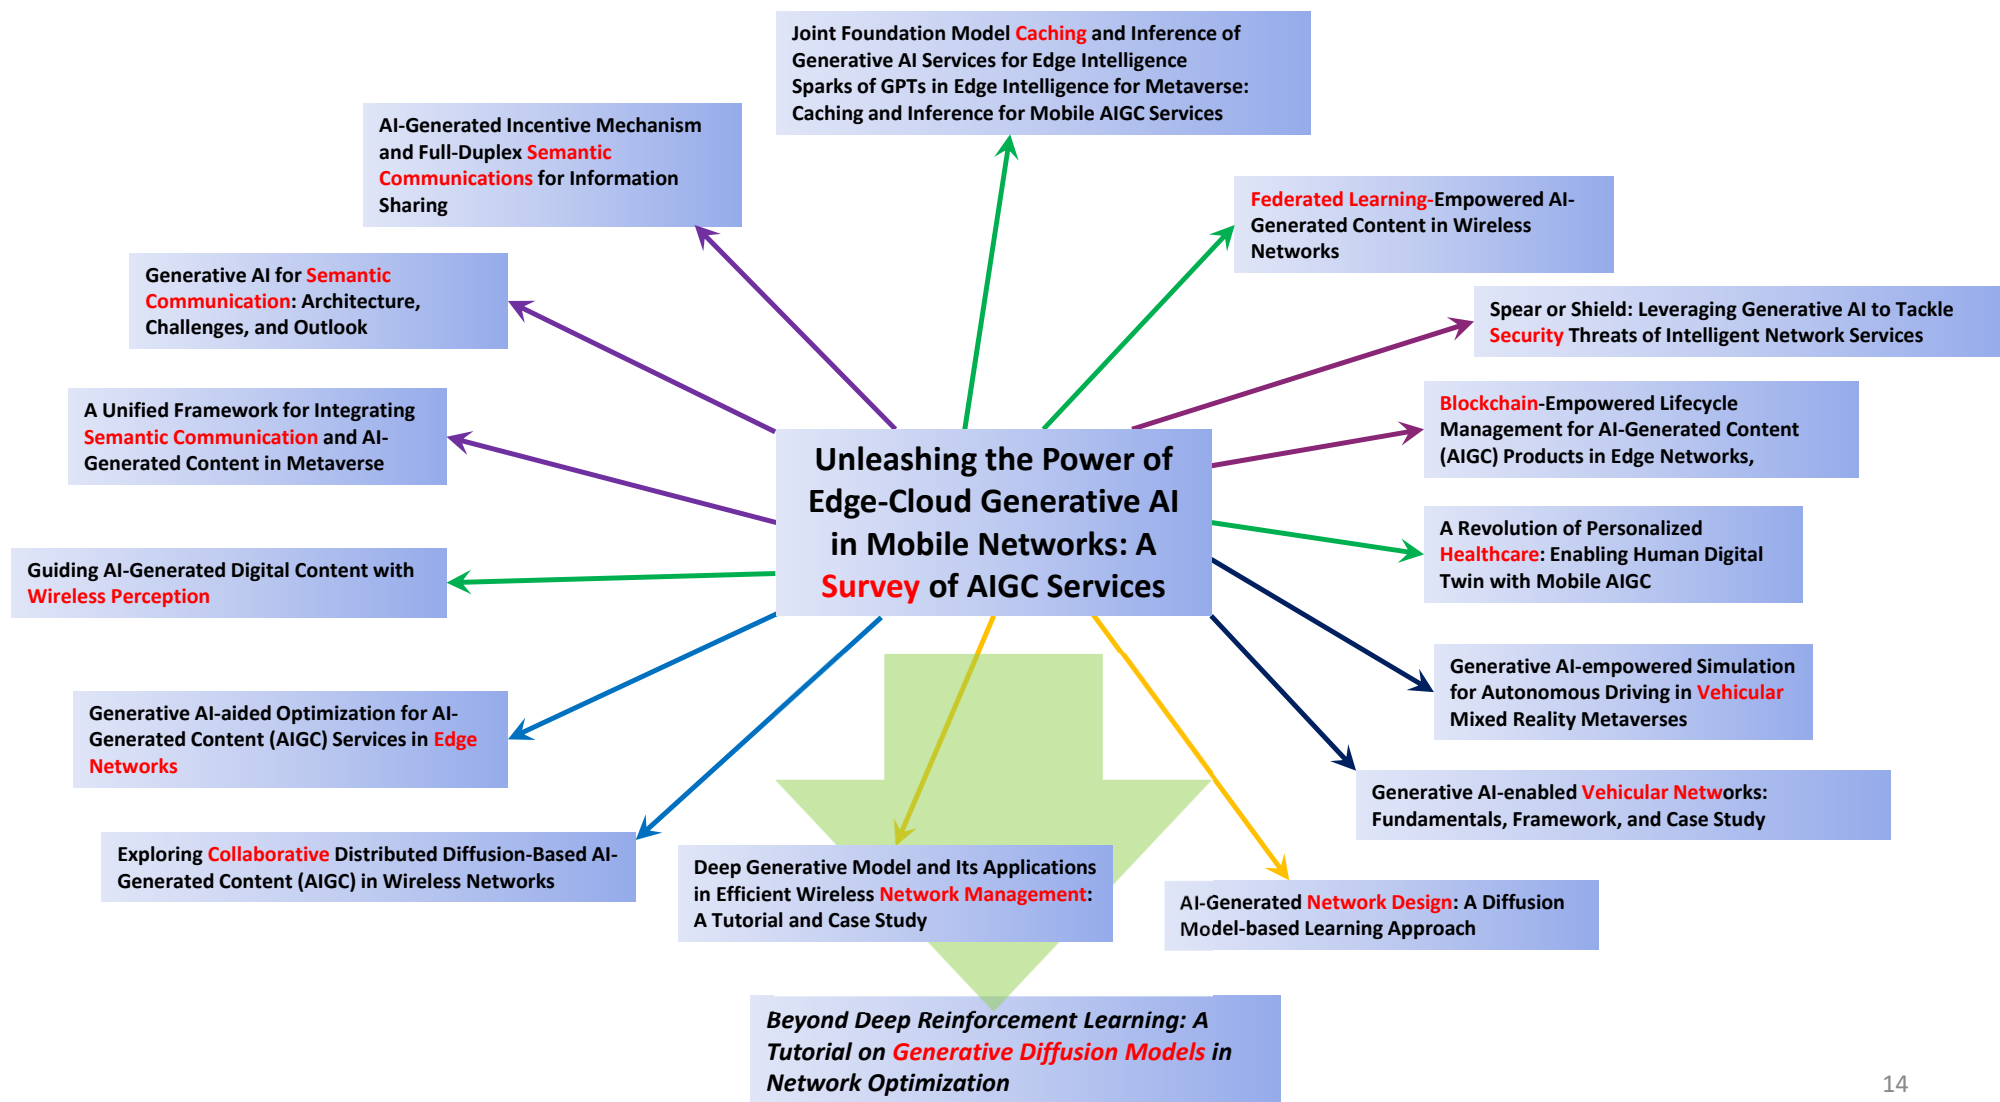 Joint Foundation Model Caching and Inference of
Generative AI Services for Edge Intelligence
Sparks of GPTs in Edge Intelligence for Metaverse:
Caching and Inference for Mobile AIGC Services
AI-Generated Incentive Mechanism
and Full-Duplex Semantic
Communications for Information
Sharing
Federated Learning-Empowered AI-
Generated Content in Wireless
Networks
Generative AI for Semantic
Communication: Architecture,
Challenges, and Outlook
Spear or Shield: Leveraging Generative AI to Tackle
Security Threats of Intelligent Network Services
A Unified Framework for Integrating
Semantic Communication and AI-
Generated Content in Metaverse
Blockchain-Empowered Lifecycle
Management for AI-Generated Content
(AIGC) Products in Edge Networks,
Unleashing the Power of
Edge-Cloud Generative AI
in Mobile Networks: A
Survey of AIGC Services
A Revolution of Personalized
Healthcare: Enabling Human Digital
Twin with Mobile AIGC
Guiding AI-Generated Digital Content with
Wireless Perception
Generative AI-empowered Simulation
for Autonomous Driving in Vehicular
Mixed Reality Metaverses
Generative AI-aided Optimization for AI-
Generated Content (AIGC) Services in Edge
Networks
Generative AI-enabled Vehicular Networks:
Fundamentals, Framework, and Case Study
Exploring Collaborative Distributed Diffusion-Based AI-
Generated Content (AIGC) in Wireless Networks
Deep Generative Model and Its Applications
in Efficient Wireless Network Management:
A Tutorial and Case Study
AI-Generated Network Design: A Diffusion
Model-based Learning Approach
Beyond Deep Reinforcement Learning: A
Tutorial on Generative Diffusion Models in
Network Optimization
14